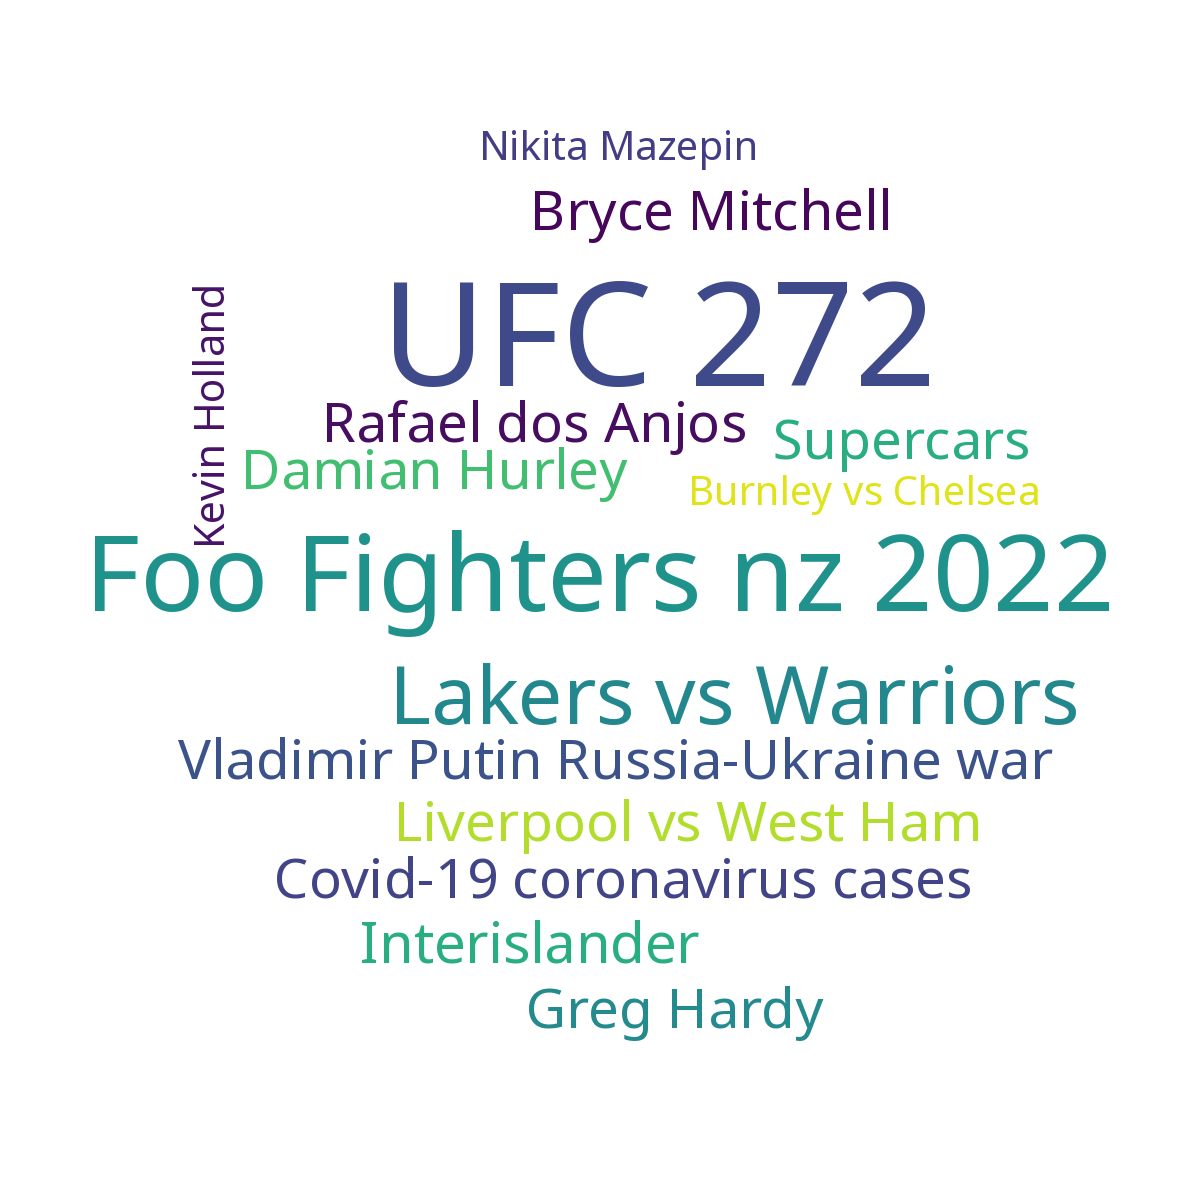 Nikita Mazepin
Bryce Mitchell
UFC 272
Kevin Holland
Rafael dos Anjos
Supercars
Damian Hurley
Burnley vs Chelsea
Foo Fighters nz 2022
Lakers vs Warriors
Vladimir Putin Russia-Ukraine war
Liverpool vs West Ham
Covid-19 coronavirus cases
Interislander
Greg Hardy